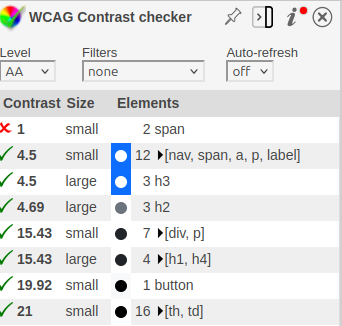 WCAG Contrast checker
Level Filters Auto-refresh
AA none off
Contrast Size Elements
1 small 2 span
4.5 small 12 [nav, span, a, p, label]
4.5 large 3 h3
4.69 large 3 h2
15.43 small 7 [div, p]
15.43 large 4 [h1, h4]
19.92 small 1 button
21 small 16 [th, td]